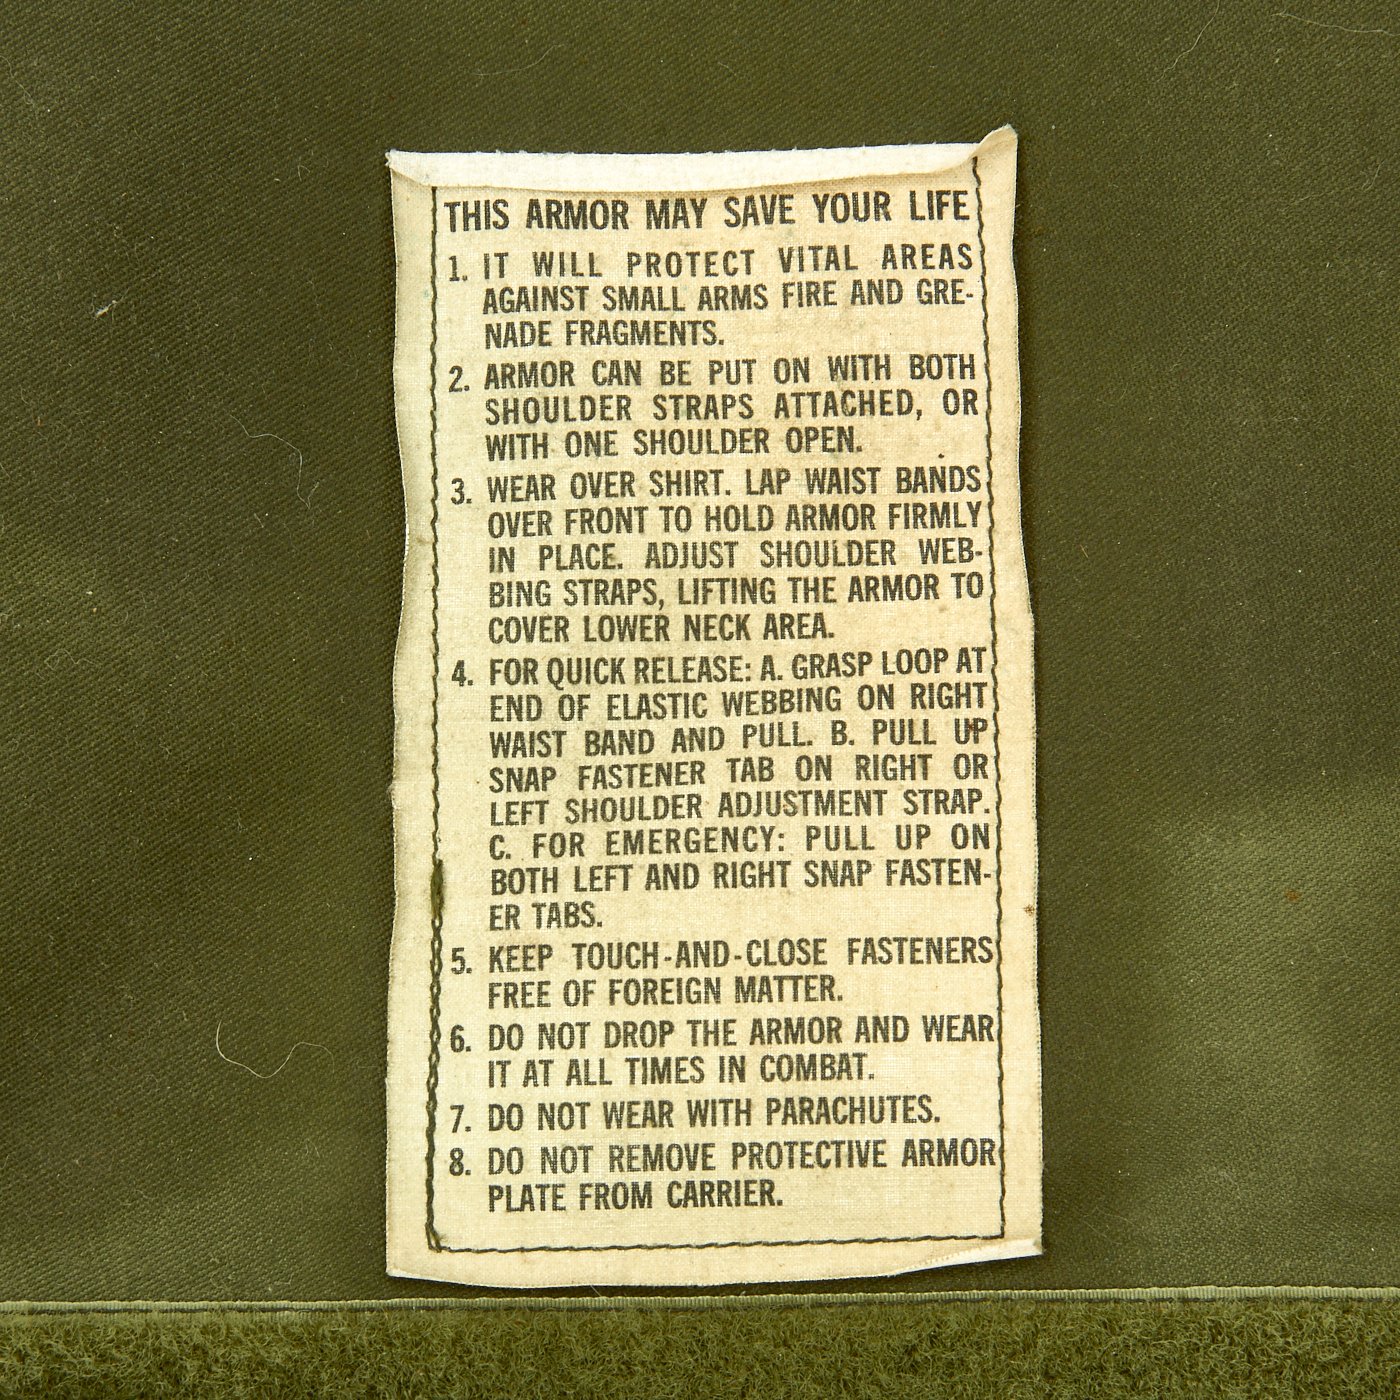 THIS ARMOR MAY SAVE YOUR LIFE
1. IT WILL PROTECT VITAL AREAS
AGAINST SMALL ARMS FIRE AND GRE-
NADE FRAGMENTS.
2. ARMOR CAN BE PUT ON WITH BOTH
SHOULDER STRAPS ATTACHED, OR
WITH ONE SHOULDER OPEN.
3. WEAR OVER SHIRT. LAP WAIST BANDS
OVER FRONT TO HOLD ARMOR FIRMLY
IN PLACE. ADJUST SHOULDER WEB-
BING STRAPS, LIFTING THE ARMOR TO
COVER LOWER NECK AREA.
4. FOR QUICK RELEASE: A. GRASP LOOP AT
END OF ELASTIC WEBBING ON RIGHT
WAIST BAND AND PULL. B. PULL UP
SNAP FASTENER TAB ON RIGHT OR
LEFT SHOULDER ADJUSTMENT STRAP.
C. FOR EMERGENCY: PULL UP ON
BOTH LEFT AND RIGHT SNAP FASTEN-
ER TABS.
5. KEEP TOUCH-AND-CLOSE FASTENERS
FREE OF FOREIGN MATTER.
6. DO NOT DROP THE ARMOR AND WEAR
IT AT ALL TIMES IN COMBAT.
7. DO NOT WEAR WITH PARACHUTES.
8. DO NOT REMOVE PROTECTIVE ARMOR
PLATE FROM CARRIER.